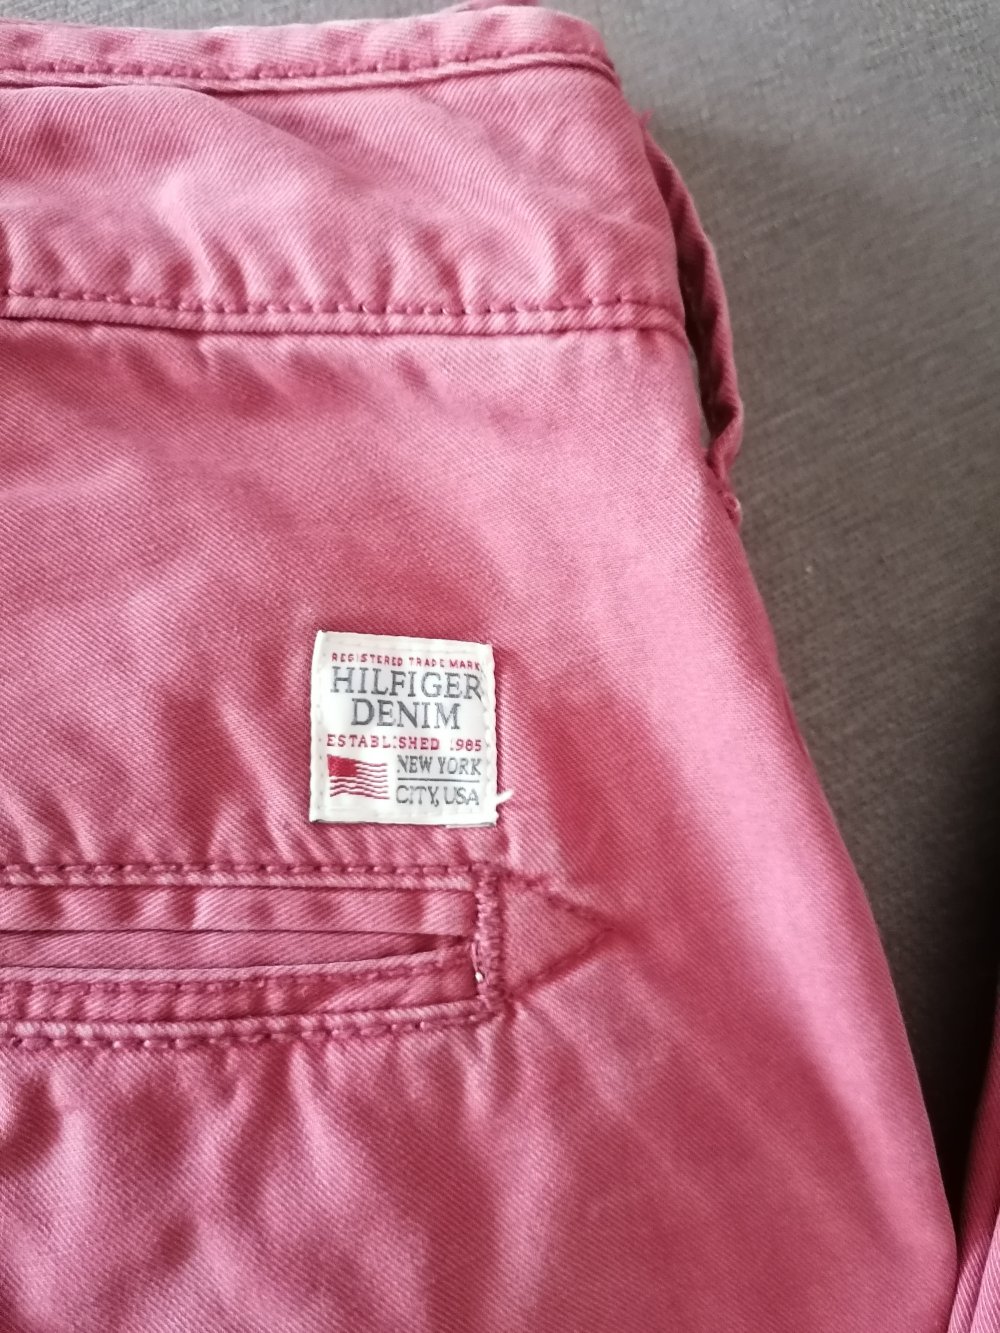 REGISTERED TRADE MARK
HILFIGER
DENIM
ESTABLISHED 1985
NEW YORK
CITY, USA